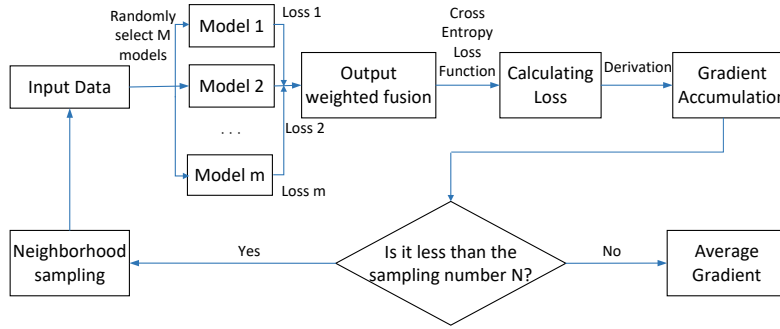 Randomly
select M
models
Model 1
Loss 1
Input Data
Model 2
. . .
Loss 2
Model m
Loss m
Output
weighted fusion
Cross
Entropy
Loss
Function
Calculating
Loss
Derivation
Gradient
Accumulation
Neighborhood
sampling
Yes
Is it less than the
sampling number N?
No
Average
Gradient